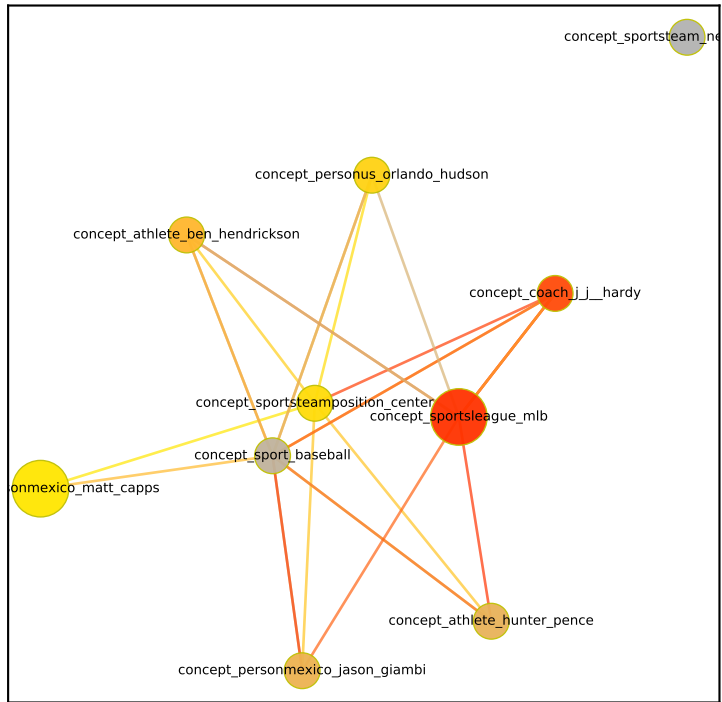 concept_sportsteam_ne
concept_personus_orlando_hudson
concept_athlete_ben_hendrickson
concept_coach_j_j__hardy
concept_sportsteamposition_center
concept_sportsleague_mlb
concept_sport_baseball
onmexico_matt_capps
concept_athlete_hunter_pence
concept_personmexico_jason_giambi